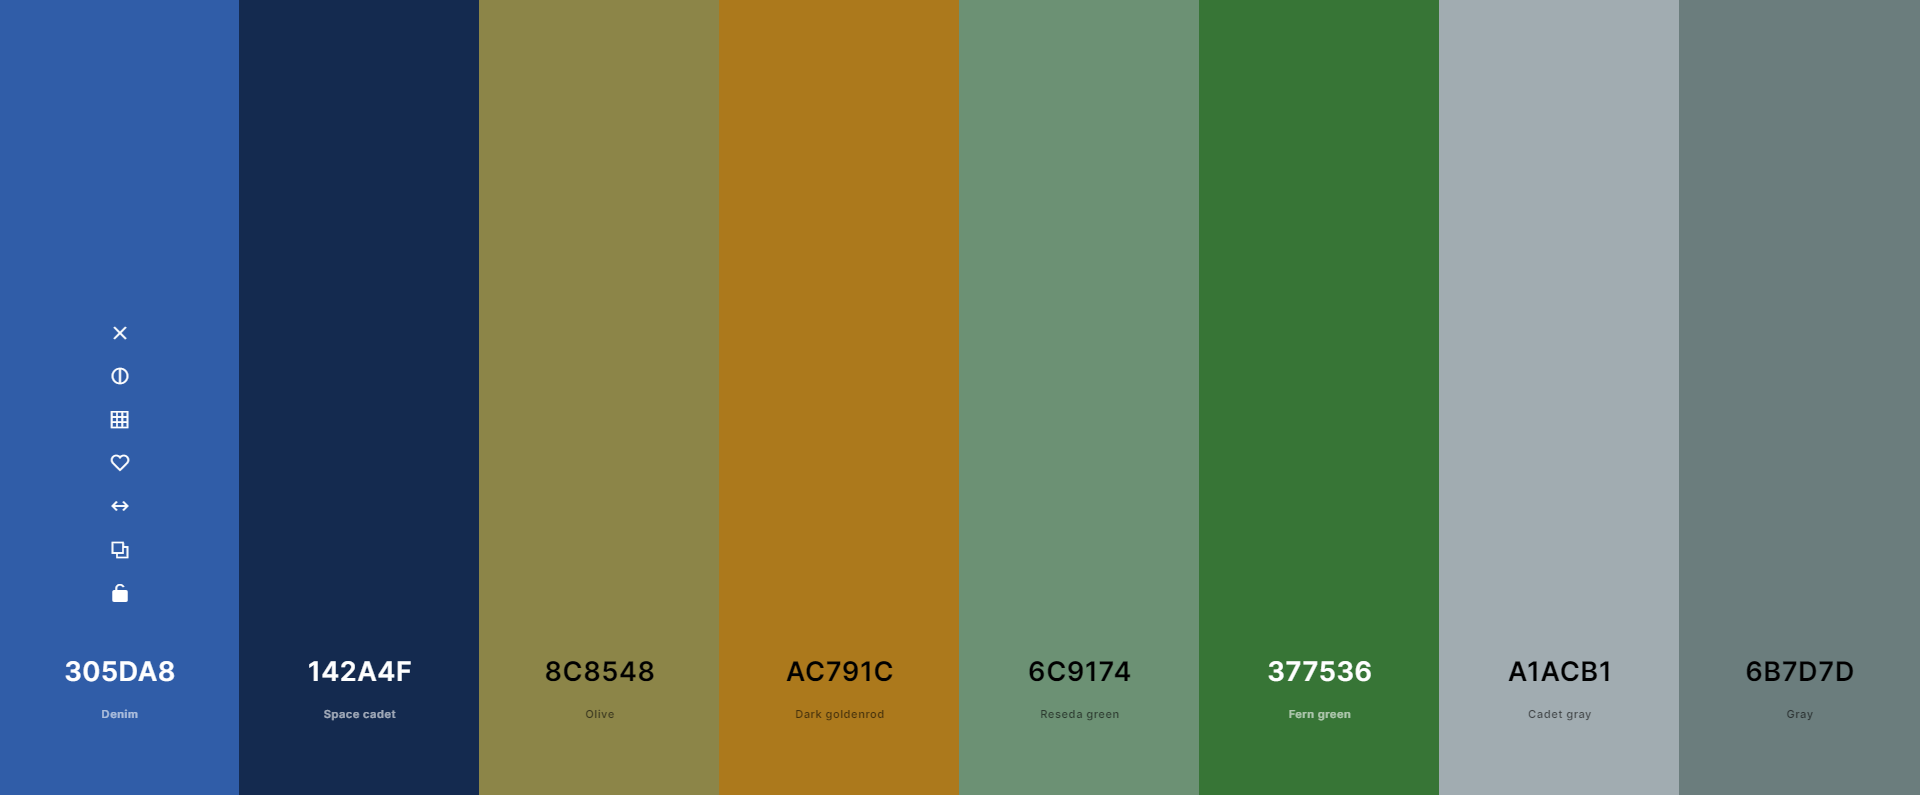 305DA8
Denim
142A4F
Space cadet
8C8548
Olive
AC791C
Dark goldenrod
6C9174
Reseda green
377536
Fern green
A1ACB1
Cadet gray
6B7D7D
Gray